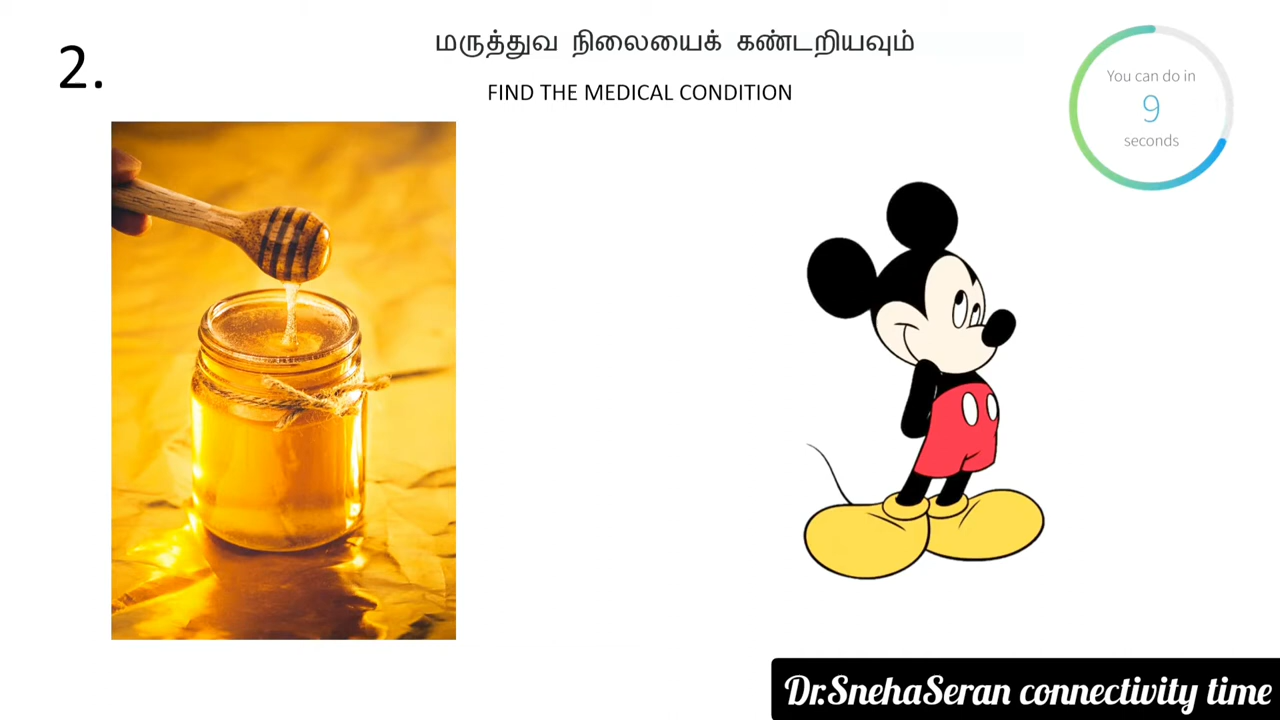 2.
மருத்துவ நிலையைக் கண்டறியவும்
FIND THE MEDICAL CONDITION
You can do in
9
seconds
Dr.SnehaSeran connectivity time